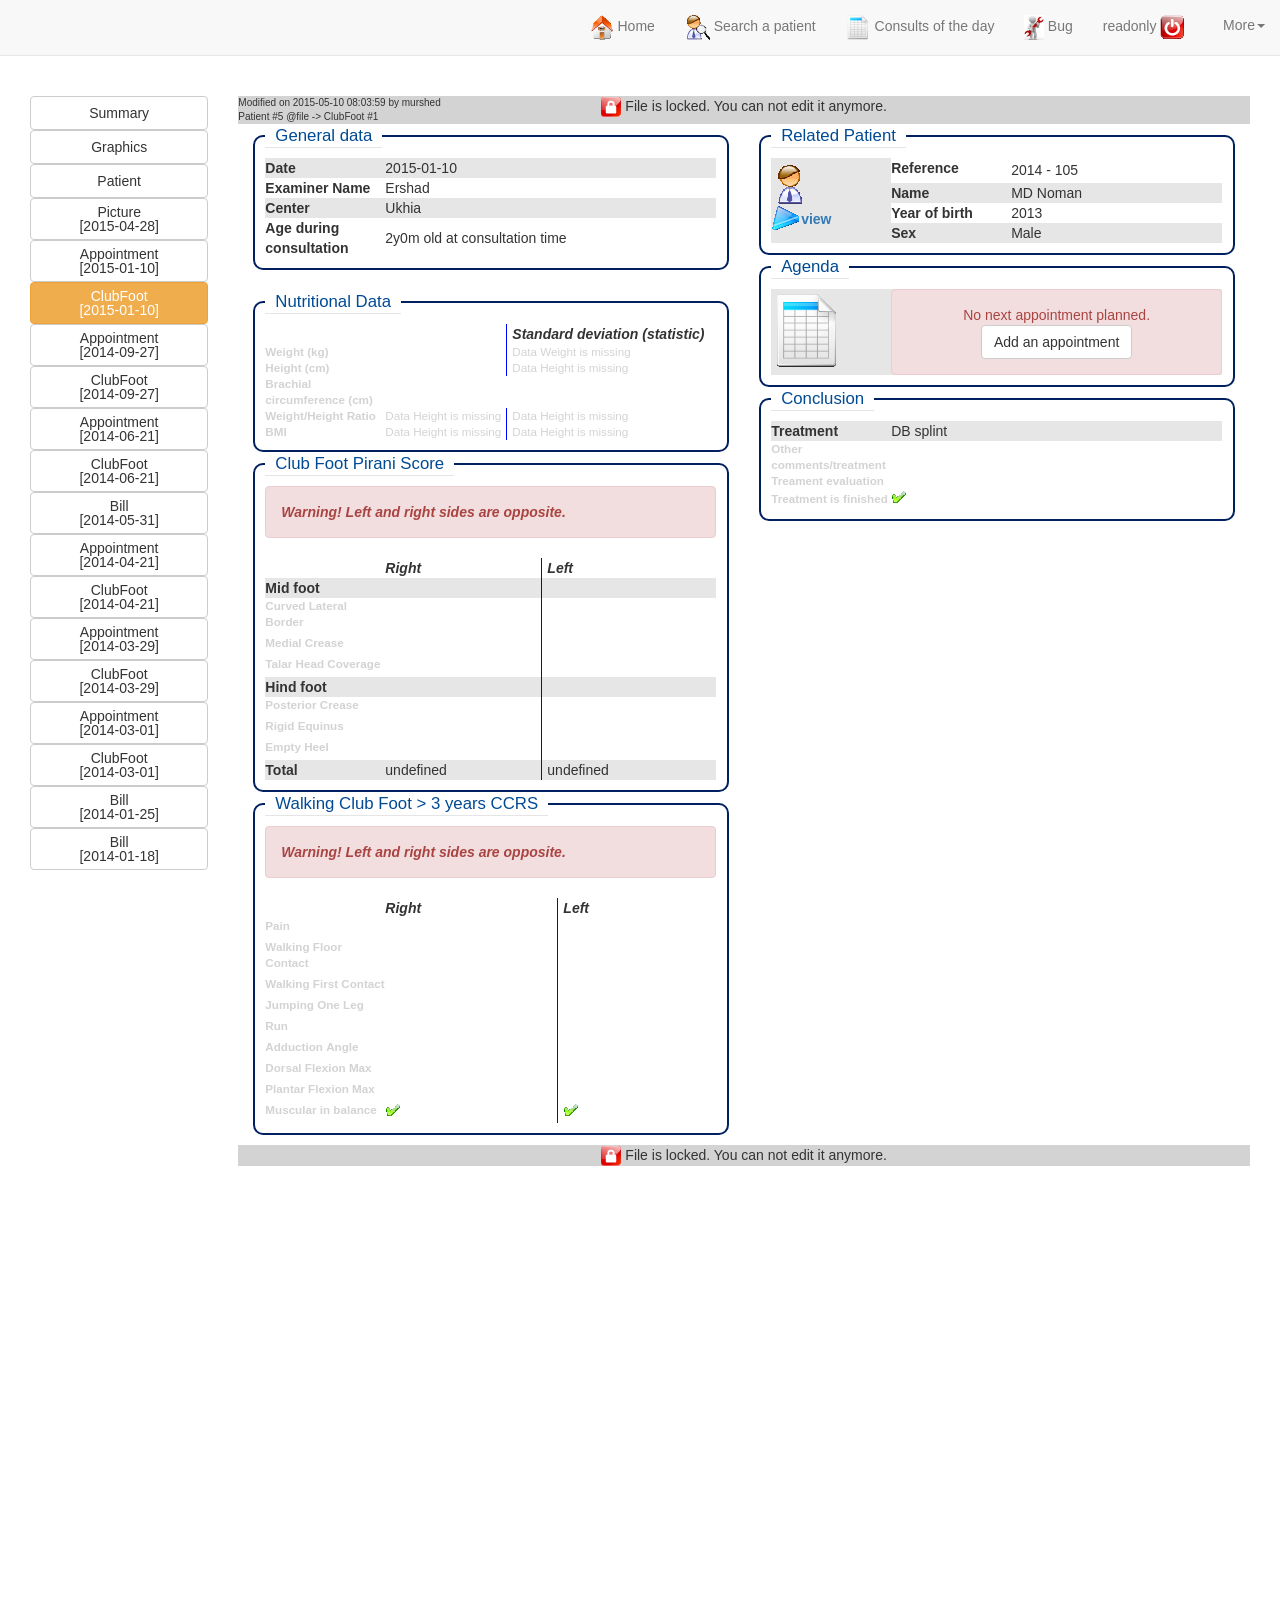 Home
Search a patient
Consults of the day
Bug
readonly
More
Summary
Graphics
Patient
Picture
[2015-04-28]
Appointment
[2015-01-10]
ClubFoot
[2015-01-10]
Appointment
[2014-09-27]
ClubFoot
[2014-09-27]
Appointment
[2014-06-21]
ClubFoot
[2014-06-21]
Bill
[2014-05-31]
Appointment
[2014-04-21]
ClubFoot
[2014-04-21]
Appointment
[2014-03-29]
ClubFoot
[2014-03-29]
Appointment
[2014-03-01]
ClubFoot
[2014-03-01]
Bill
[2014-01-25]
Bill
[2014-01-18]
Modified on 2015-05-10 08:03:59 by murshed
Patient #5 @file -> ClubFoot #1
File is locked. You can not edit it anymore.
General data
Date 2015-01-10
Examiner Name Ershad
Center Ukhia
Age during
consultation
2y0m old at consultation time
Nutritional Data
Standard deviation (statistic)
Weight (kg) Data Weight is missing
Height (cm) Data Height is missing
Brachial
circumference (cm)
Weight/Height Ratio Data Height is missing Data Height is missing
BMI Data Height is missing Data Height is missing
Club Foot Pirani Score
Warning! Left and right sides are opposite.
Right Left
Mid foot
Curved Lateral
Border
Medial Crease
Talar Head Coverage
Hind foot
Posterior Crease
Rigid Equinus
Empty Heel
Total undefined undefined
Walking Club Foot > 3 years CCRS
Warning! Left and right sides are opposite.
Right Left
Pain
Walking Floor
Contact
Walking First Contact
Jumping One Leg
Run
Adduction Angle
Dorsal Flexion Max
Plantar Flexion Max
Muscular in balance
Related Patient
view
Reference 2014 - 105
Name MD Noman
Year of birth 2013
Sex Male
Agenda
No next appointment planned.
Add an appointment
Conclusion
Treatment DB splint
Other
comments/treatment
Treament evaluation
Treatment is finished
File is locked. You can not edit it anymore.